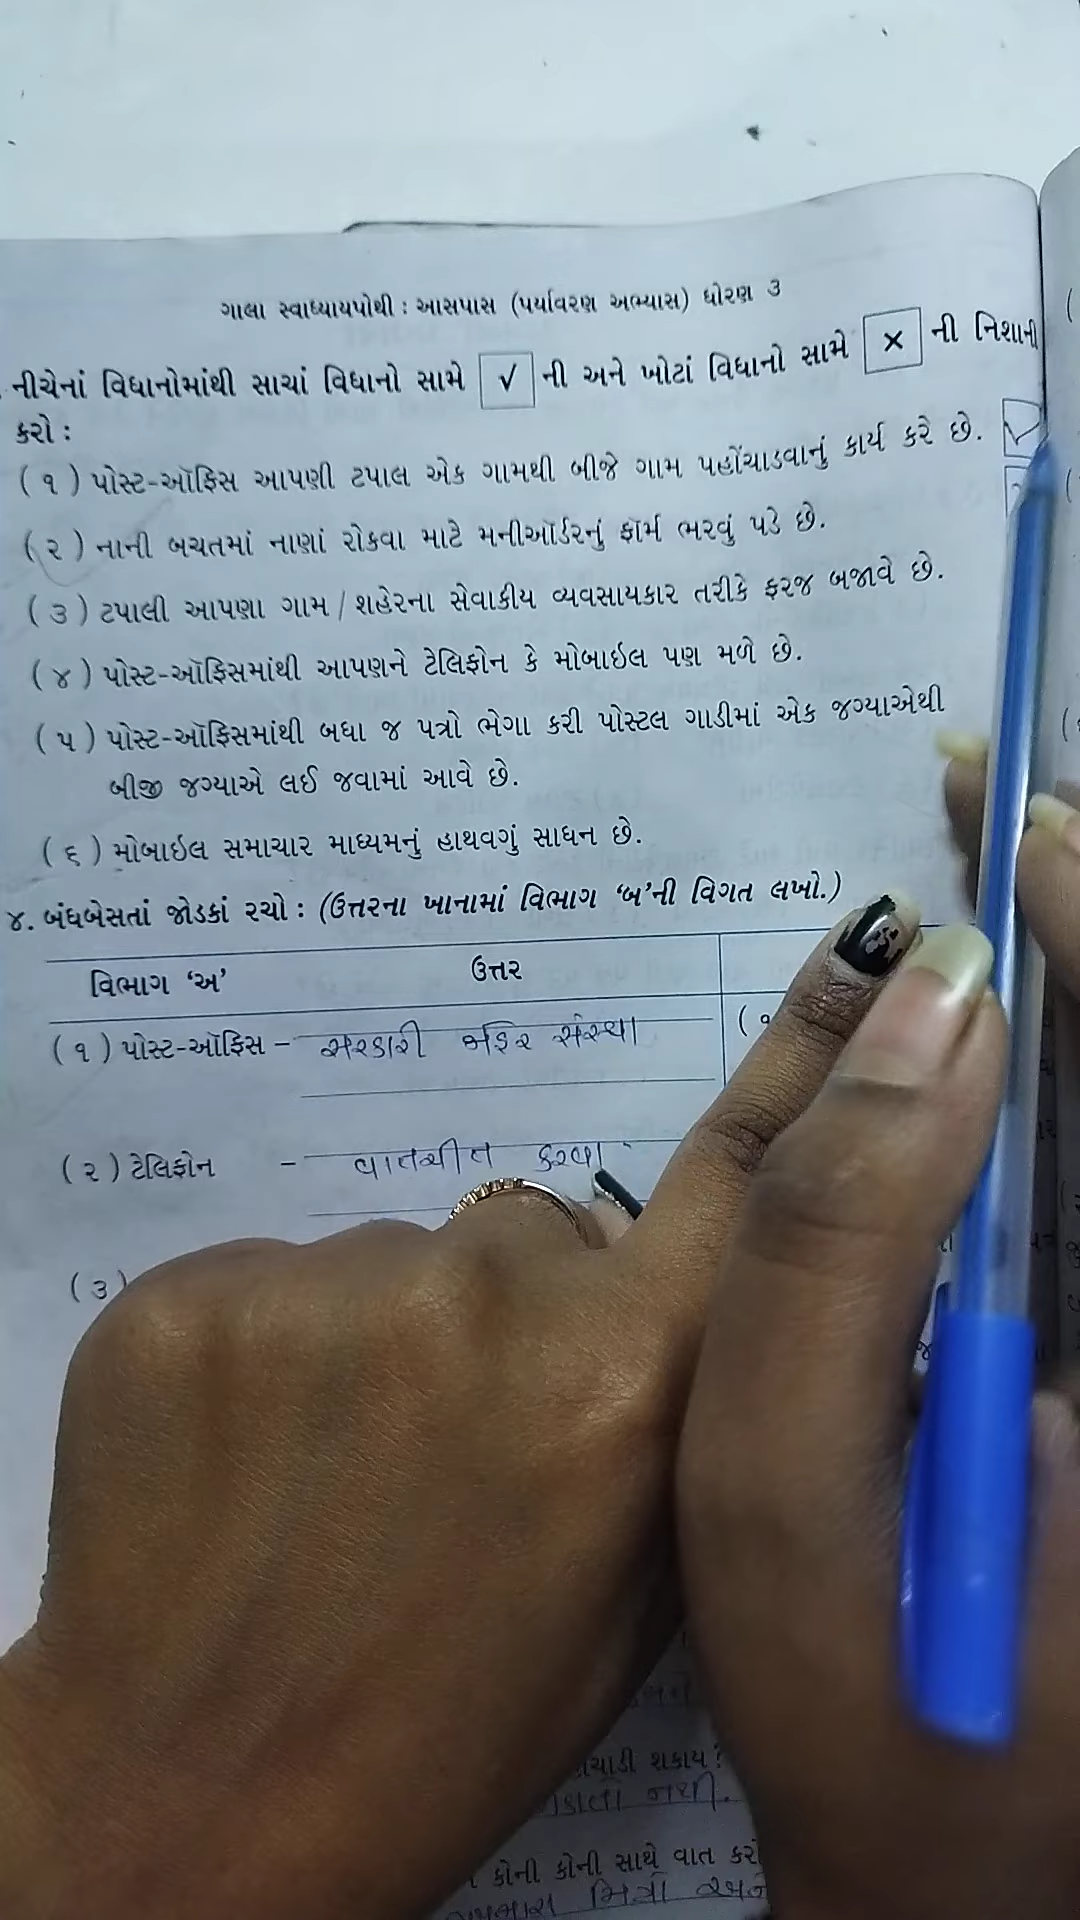 ગાલા સ્વાધ્યાયપોથી : આસપાસ (પર્યાવરણ અભ્યાસ) ધોરણ ૩
નીચેનાં વિધાનોમાંથી સાચાં વિધાનો સામે ✓ ની અને ખોટાં વિધાનો સામે × ની નિશાની
કરો :
(૧) પોસ્ટ-ઑફિસ આપણી ટપાલ એક ગામથી બીજે ગામ પહોંચાડવાનું કાર્ય કરે છે. ✓
(૨) નાની બચતમાં નાણાં રોકવા માટે મનીઑર્ડરનું ફૉર્મ ભરવું પડે છે.
(૩) ટપાલી આપણા ગામ / શહેરના સેવાકીય વ્યવસાયકાર તરીકે ફરજ બજાવે છે.
(૪) પોસ્ટ-ઑફિસમાંથી આપણને ટેલિફોન કે મોબાઇલ પણ મળે છે.
(૫) પોસ્ટ-ઑફિસમાંથી બધા જ પત્રો ભેગા કરી પોસ્ટલ ગાડીમાં એક જગ્યાએથી
બીજી જગ્યાએ લઈ જવામાં આવે છે.
(૬) મોબાઇલ સમાચાર માધ્યમનું હાથવગું સાધન છે.
૪. બંધબેસતાં જોડકાં રચો : (ઉત્તરના ખાનામાં વિભાગ ‘બ’ની વિગત લખો.)
વિભાગ ‘અ’ ઉત્તર
(૧) પોસ્ટ-ઑફિસ – સરકારી જાહેર સંસ્થા
(૨) ટેલિફોન – વાતચીત કરવા
(૩)
શકાય ?
નથી.
કોની કોની સાથે વાત
મિત્રો